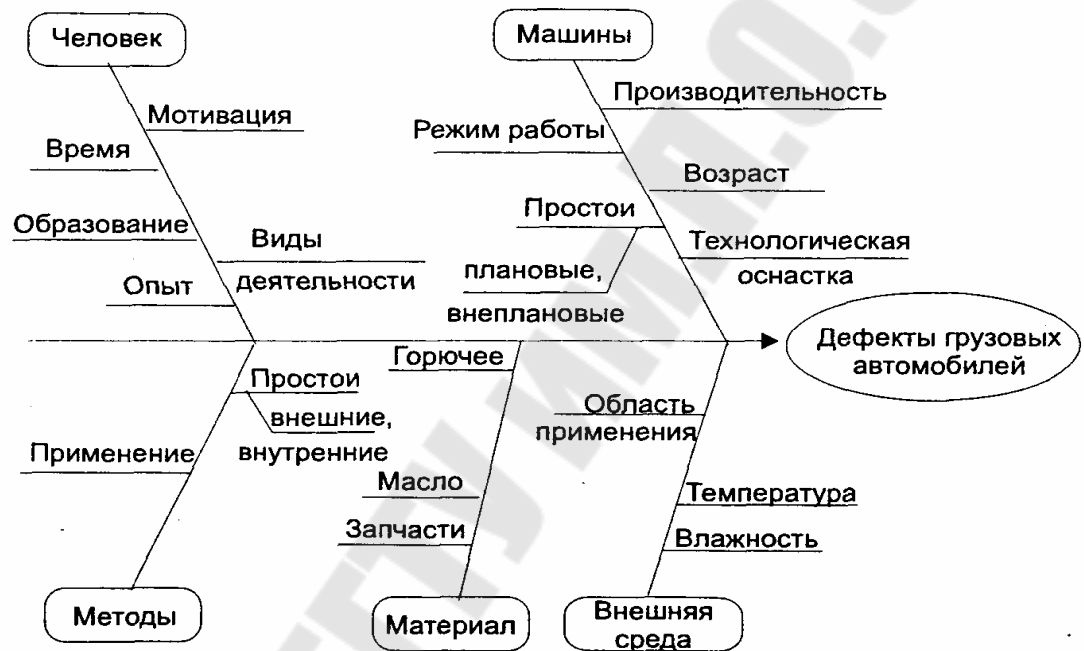 Человек
Машины
Мотивация
Время
Образование
Виды
деятельности
Опыт
Производительность
Режим работы
Возраст
Простои
плановые,
внеплановые
Технологическая
оснастка
Дефекты грузовых
автомобилей
Простои
внешние,
внутренние
Применение
Горючее
Масло
Запчасти
Область
применения
Температура
Влажность
Методы
Материал
Внешняя
среда